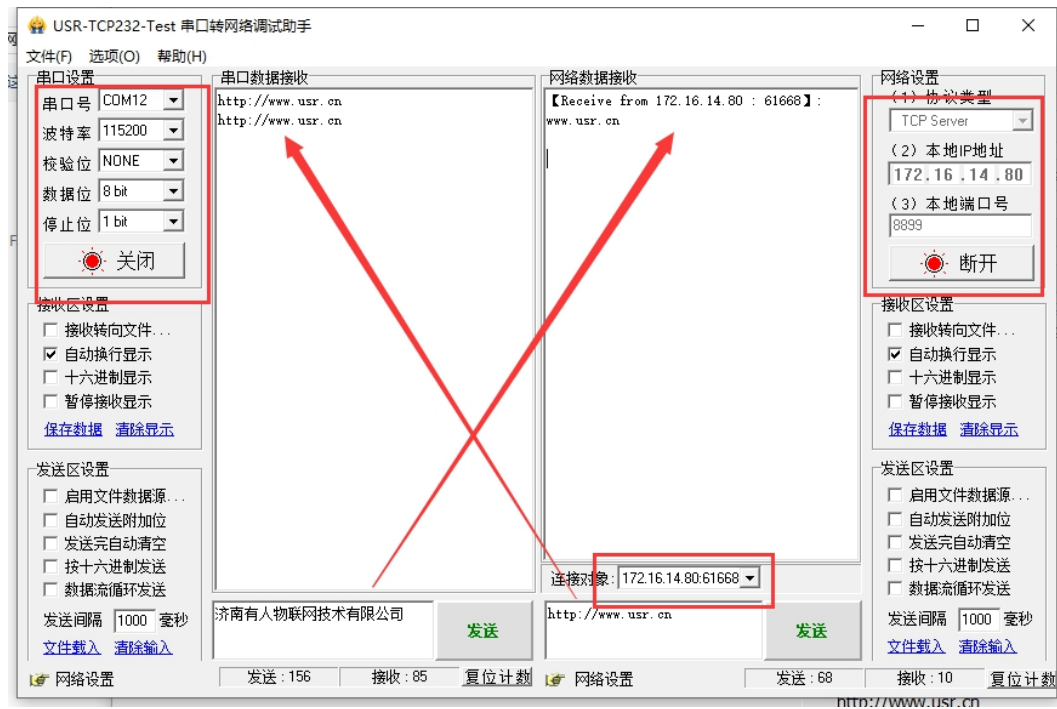 USR-TCP232-Test 串口转网络调试助手
文件(F) 选项(O) 帮助(H)
串口设置
串口号 COM12
波特率 115200
校验位 NONE
数据位 8 bit
停止位 1 bit
关闭
接收区设置
接收转向文件...
自动换行显示
十六进制显示
暂停接收显示
保存数据 清除显示
发送区设置
启用文件数据源...
自动发送附加位
发送完自动清空
按十六进制发送
数据流循环发送
发送间隔 1000 毫秒
文件载入 清除输入
串口数据接收
http://www.usr.cn
http://www.usr.cn
济南有人物联网技术有限公司
发送
网络数据接收
【Receive from 172.16.14.80 : 61668】:
www.usr.cn
连接对象: 172.16.14.80:61668
http://www.usr.cn
发送
网络设置
(1) 协议类型
TCP Server
(2) 本地IP地址
172.16.14.80
(3) 本地端口号
8899
断开
接收区设置
接收转向文件...
自动换行显示
十六进制显示
暂停接收显示
保存数据 清除显示
发送区设置
启用文件数据源...
自动发送附加位
发送完自动清空
按十六进制发送
数据流循环发送
发送间隔 1000 毫秒
文件载入 清除输入
网络设置 发送:156 接收:85 复位计数
网络设置 发送:68 接收:10 复位计数
http://www.usr.cn